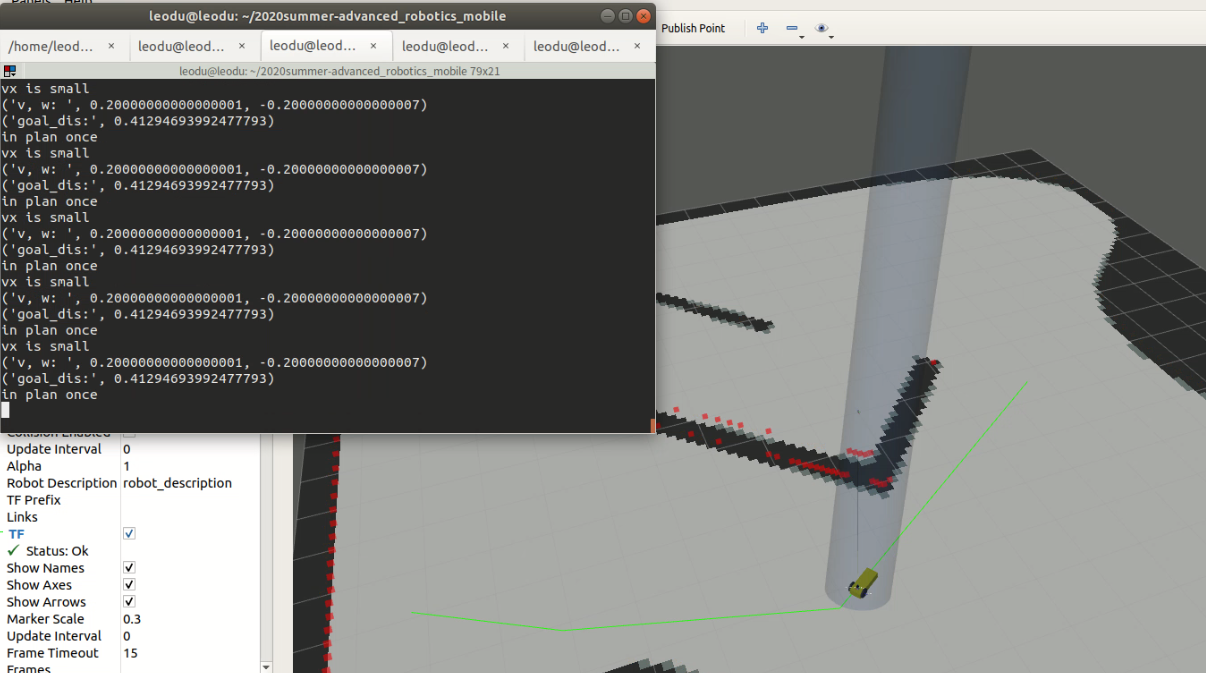 Panels Help
leodu@leodu: ~/2020summer-advanced_robotics_mobile
/home/leod... × leodu@leod... × leodu@leod... × leodu@leod... × leodu@leod... ×
Publish Point
leodu@leodu: ~/2020summer-advanced_robotics_mobile 79x21
vx is small
('v, w: ', 0.20000000000000001, -0.20000000000000007)
('goal_dis:', 0.41294693992477793)
in plan once
vx is small
('v, w: ', 0.20000000000000001, -0.20000000000000007)
('goal_dis:', 0.41294693992477793)
in plan once
vx is small
('v, w: ', 0.20000000000000001, -0.20000000000000007)
('goal_dis:', 0.41294693992477793)
in plan once
vx is small
('v, w: ', 0.20000000000000001, -0.20000000000000007)
('goal_dis:', 0.41294693992477793)
in plan once
vx is small
('v, w: ', 0.20000000000000001, -0.20000000000000007)
('goal_dis:', 0.41294693992477793)
in plan once
Collision Enabled
Update Interval 0
Alpha 1
Robot Description robot_description
TF Prefix
Links
TF
Status: Ok
Show Names
Show Axes
Show Arrows
Marker Scale 0.3
Update Interval 0
Frame Timeout 15
Frames